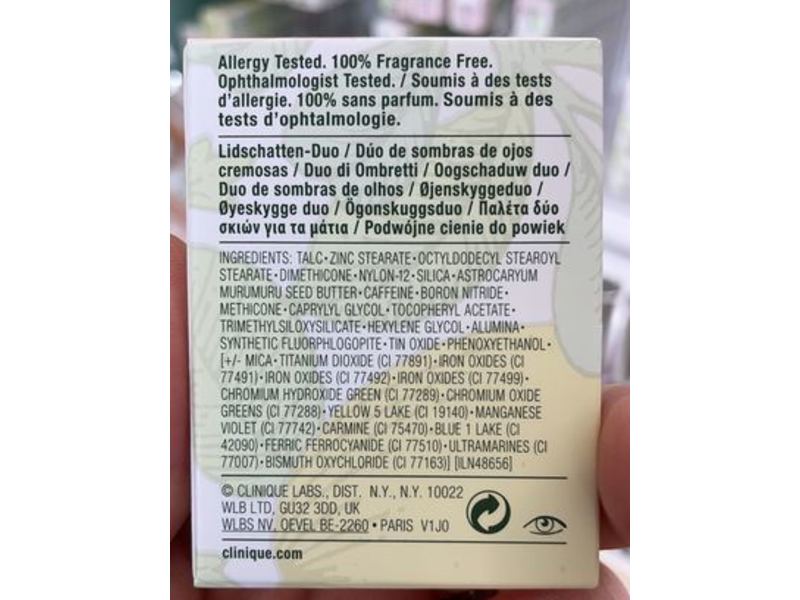 Allergy Tested. 100% Fragrance Free.
Ophthalmologist Tested. / Soumis à des tests
d'allergie. 100% sans parfum. Soumis à des
tests d'ophtalmologie.
Lidschatten-Duo / Dúo de sombras de ojos
cremosas / Duo di Ombretti / Oogschaduw duo /
Duo de sombras de olhos / Øjenskyggeduo /
Øyeskygge duo / Ögonskuggsduo / Παλέτα δύο
σκιών για τα μάτια / Podwójne cienie do powiek
INGREDIENTS: TALC • ZINC STEARATE • OCTYLDODECYL STEAROYL
STEARATE • DIMETHICONE • NYLON-12 • SILICA • ASTROCARYUM
MURUMURU SEED BUTTER • CAFFEINE • BORON NITRIDE •
METHICONE • CAPRYLYL GLYCOL • TOCOPHERYL ACETATE •
TRIMETHYLSILOXYSILICATE • HEXYLENE GLYCOL • ALUMINA •
SYNTHETIC FLUORPHLOGOPITE • TIN OXIDE • PHENOXYETHANOL •
[+/- MICA • TITANIUM DIOXIDE (CI 77891) • IRON OXIDES (CI
77491) • IRON OXIDES (CI 77492) • IRON OXIDES (CI 77499) •
CHROMIUM HYDROXIDE GREEN (CI 77289) • CHROMIUM OXIDE
GREENS (CI 77288) • YELLOW 5 LAKE (CI 19140) • MANGANESE
VIOLET (CI 77742) • CARMINE (CI 75470) • BLUE 1 LAKE (CI
42090) • FERRIC FERROCYANIDE (CI 77510) • ULTRAMARINES (CI
77007) • BISMUTH OXYCHLORIDE (CI 77163)] [ILN48656]
© CLINIQUE LABS., DIST. N.Y., N.Y. 10022
WLB LTD, GU32 3DD, UK
WLBS NV, OEVEL BE-2260 • PARIS V1J0
clinique.com